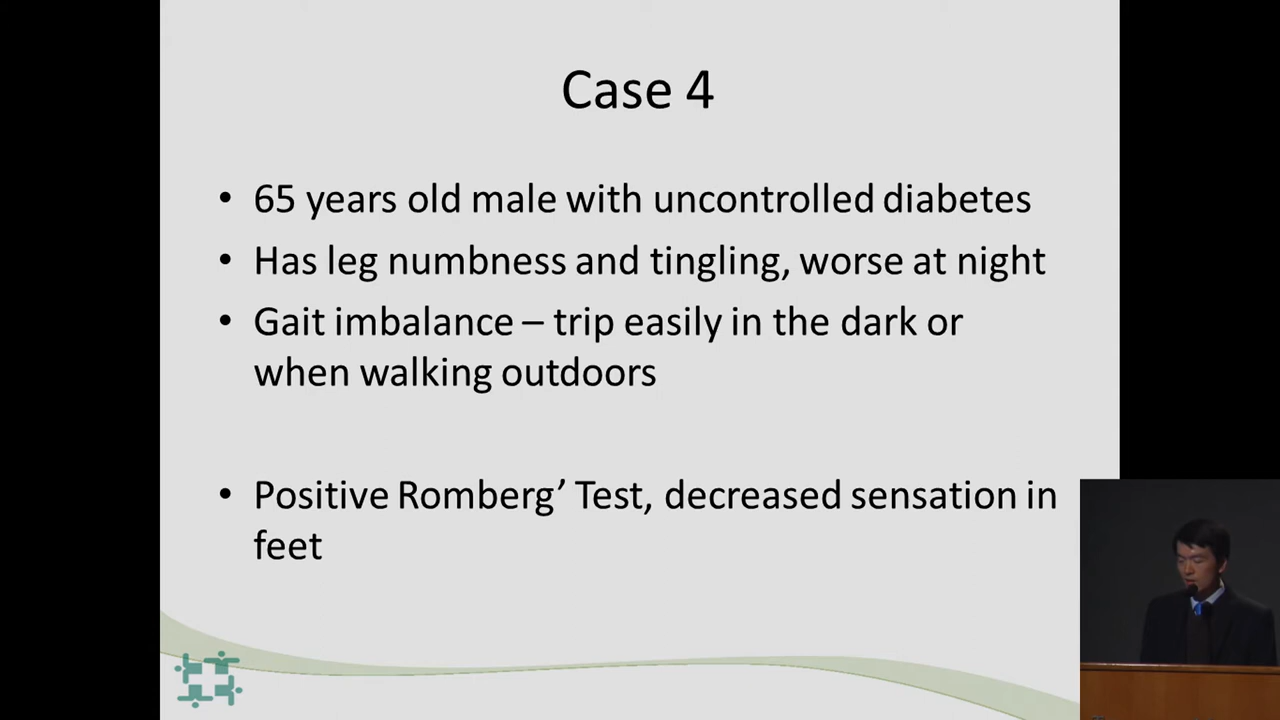 Case 4
• 65 years old male with uncontrolled diabetes
• Has leg numbness and tingling, worse at night
• Gait imbalance – trip easily in the dark or
when walking outdoors
• Positive Romberg’ Test, decreased sensation in
feet